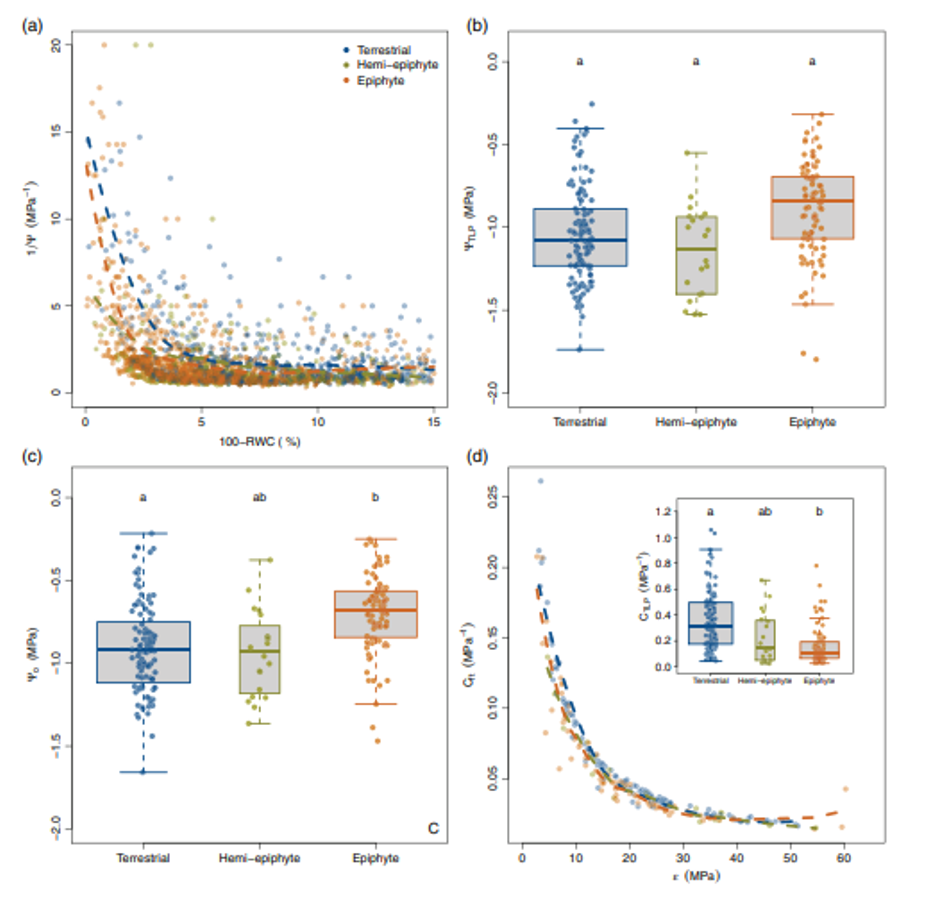 (a)
20
15
10
5
0
1/Ψ (MPa⁻¹)
Terrestrial
Hemi−epiphyte
Epiphyte
0 5 10 15
100−RWC ( %)
(b)
0.0
−0.5
−1.0
−1.5
−2.0
Ψ_TLP (MPa)
a a a
Terrestrial Hemi−epiphyte Epiphyte
(c)
0.0
−0.5
−1.0
−1.5
−2.0
Ψₒ (MPa)
a ab b
C
Terrestrial Hemi−epiphyte Epiphyte
(d)
0.25
0.20
0.15
0.10
0.05
(MPa⁻¹)
0 10 20 30 40 50 60
ε (MPa)
1.2
1.0
0.8
0.6
0.4
0.2
0.0
C_TLP (MPa⁻¹)
a ab b
Terrestrial Hemi−epiphyte Epiphyte